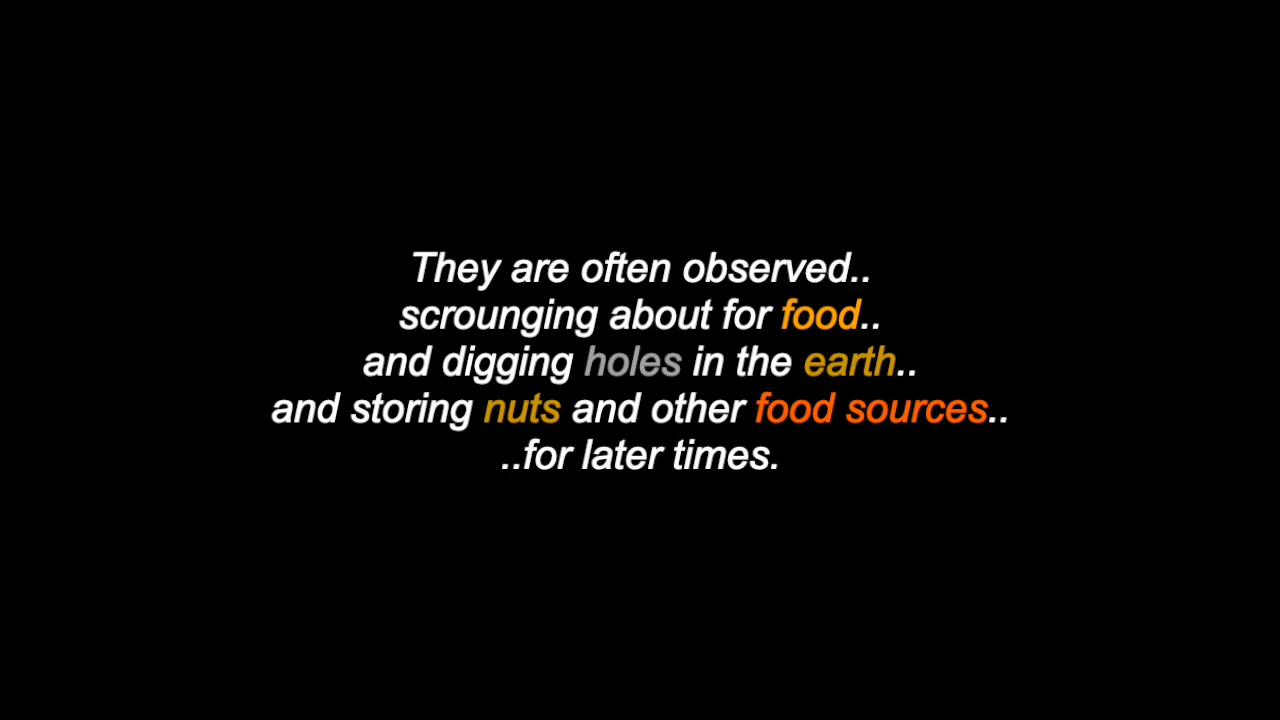 They are often observed..
scrounging about for food..
and digging holes in the earth..
and storing nuts and other food sources..
..for later times.